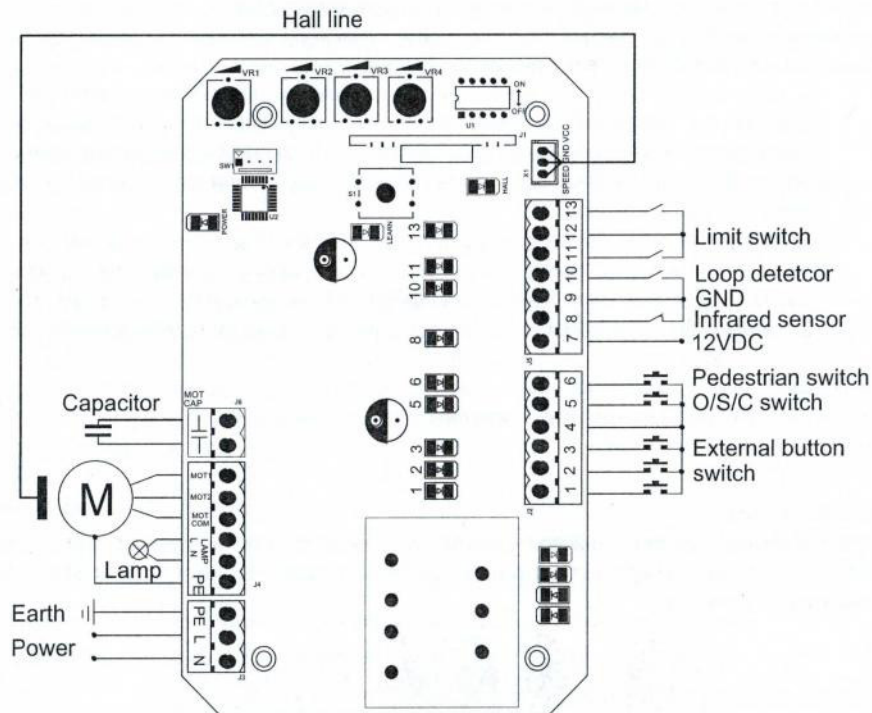 Hall line
VR1
VR2
VR3
VR4
ON
OFF
U1
J1
SW1
U2
POWER
S1
LEARN
HALL
X1
SPEED GND VCC
13
11
10
8
6
5
3
2
1
13
12
11
10
9
8
7
J5
Limit switch
Loop detetcor
GND
Infrared sensor
12VDC
6
5
4
3
2
1
J2
Pedestrian switch
O/S/C switch
External button
switch
MOT
CAP
J6
Capacitor
M
MOT1
MOT2
MOT
COM
L
N
LAMP
PE
J4
Lamp
Earth
Power
PE
L
N
J3